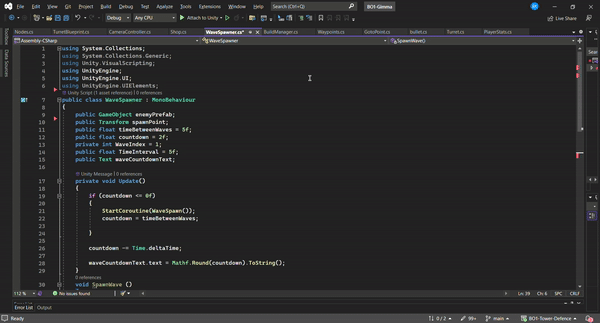 File Edit View Git Project Build Debug Test Analyze Tools Extensions Window Help Search BO1-Gimma
Debug Any CPU Attach to Unity Live Share
Nodes.cs TurretBlueprint.cs CameraController.cs Shop.cs WaveSpawner.cs* BuildManager.cs Waypoints.cs GotoPoint.cs bullet.cs Turret.cs PlayerStats.cs
Assembly-CSharp WaveSpawner SpawnWave()
Toolbox
Data Sources
1 using System.Collections;
2 using System.Collections.Generic;
3 using Unity.VisualScripting;
4 using UnityEngine;
5 using UnityEngine.UI;
6 using UnityEngine.UIElements;
Unity Script (1 asset reference) | 0 references
7 public class WaveSpawner : MonoBehaviour
8 {
9 public GameObject enemyPrefab;
10 public Transform spawnPoint;
11 public float timeBetweenWaves = 5f;
12 public float countdown = 2f;
13 private int WaveIndex = 1;
14 public float TimeInterval = 5f;
15 public Text waveCountdownText;
16
Unity Message | 0 references
17 private void Update()
18 {
19 if (countdown <= 0f)
20 {
21 StartCoroutine(WaveSpawn());
22 countdown = timeBetweenWaves;
23
24 }
25
26 countdown -= Time.deltaTime;
27
28 waveCountdownText.text = Mathf.Round(countdown).ToString();
29 }
0 references
30 void SpawnWave ()
112 % No issues found Ln: 39 Ch: 6 SPC CRLF
Error List Output
Ready 0 / 2 99+ main BO1-Tower-Defence